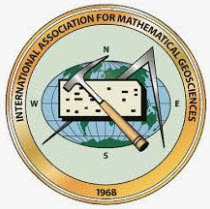 INTERNATIONAL ASSOCIATION FOR MATHEMATICAL GEOSCIENCES
N
W
E
S
1968